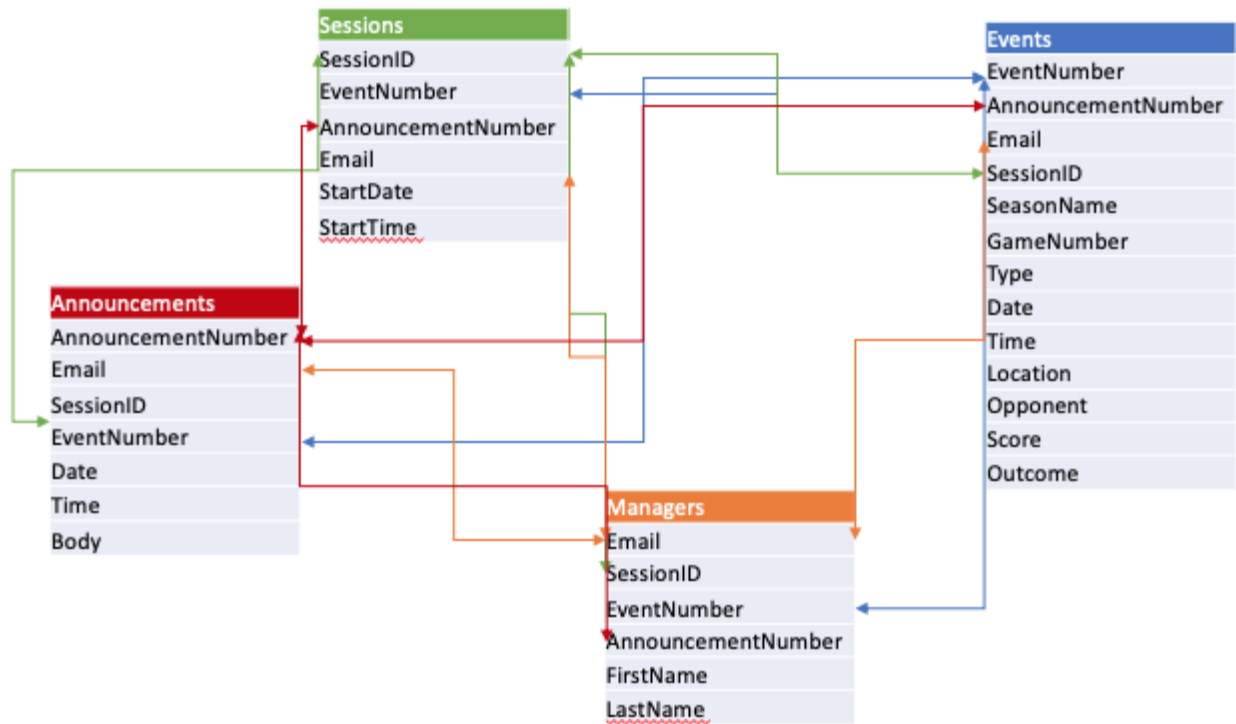 Sessions
SessionID
EventNumber
AnnouncementNumber
Email
StartDate
StartTime
Events
EventNumber
AnnouncementNumber
Email
SessionID
SeasonName
GameNumber
Type
Date
Time
Location
Opponent
Score
Outcome
Announcements
AnnouncementNumber
Email
SessionID
EventNumber
Date
Time
Body
Managers
Email
SessionID
EventNumber
AnnouncementNumber
FirstName
LastName